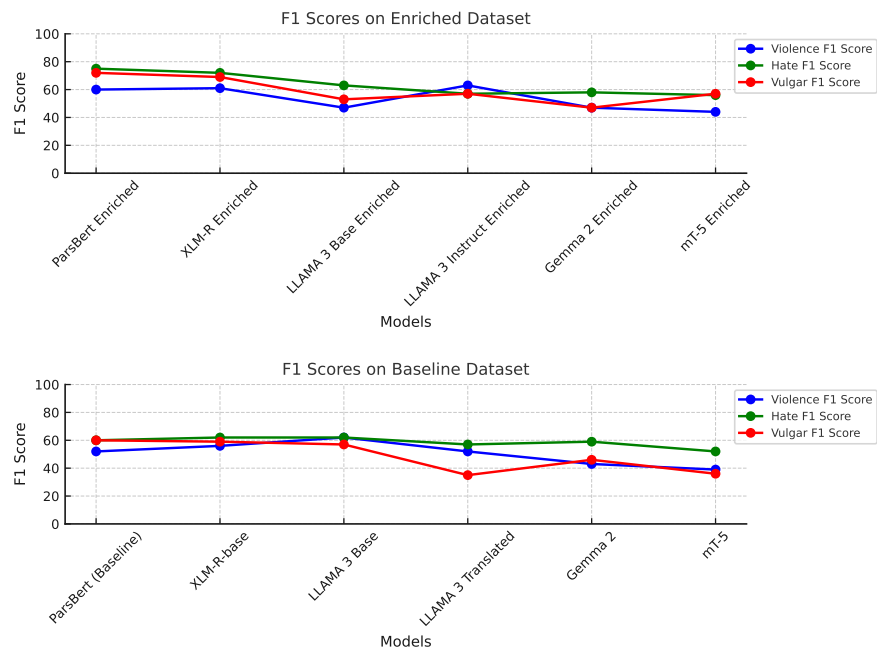 F1 Scores on Enriched Dataset
100
80
60
40
20
0
F1 Score
Violence F1 Score
Hate F1 Score
Vulgar F1 Score
ParsBert Enriched
XLM-R Enriched
LLAMA 3 Base Enriched
LLAMA 3 Instruct Enriched
Gemma 2 Enriched
mT-5 Enriched
Models
F1 Scores on Baseline Dataset
100
80
60
40
20
0
F1 Score
Violence F1 Score
Hate F1 Score
Vulgar F1 Score
ParsBert (Baseline)
XLM-R-base
LLAMA 3 Base
LLAMA 3 Translated
Gemma 2
mT-5
Models